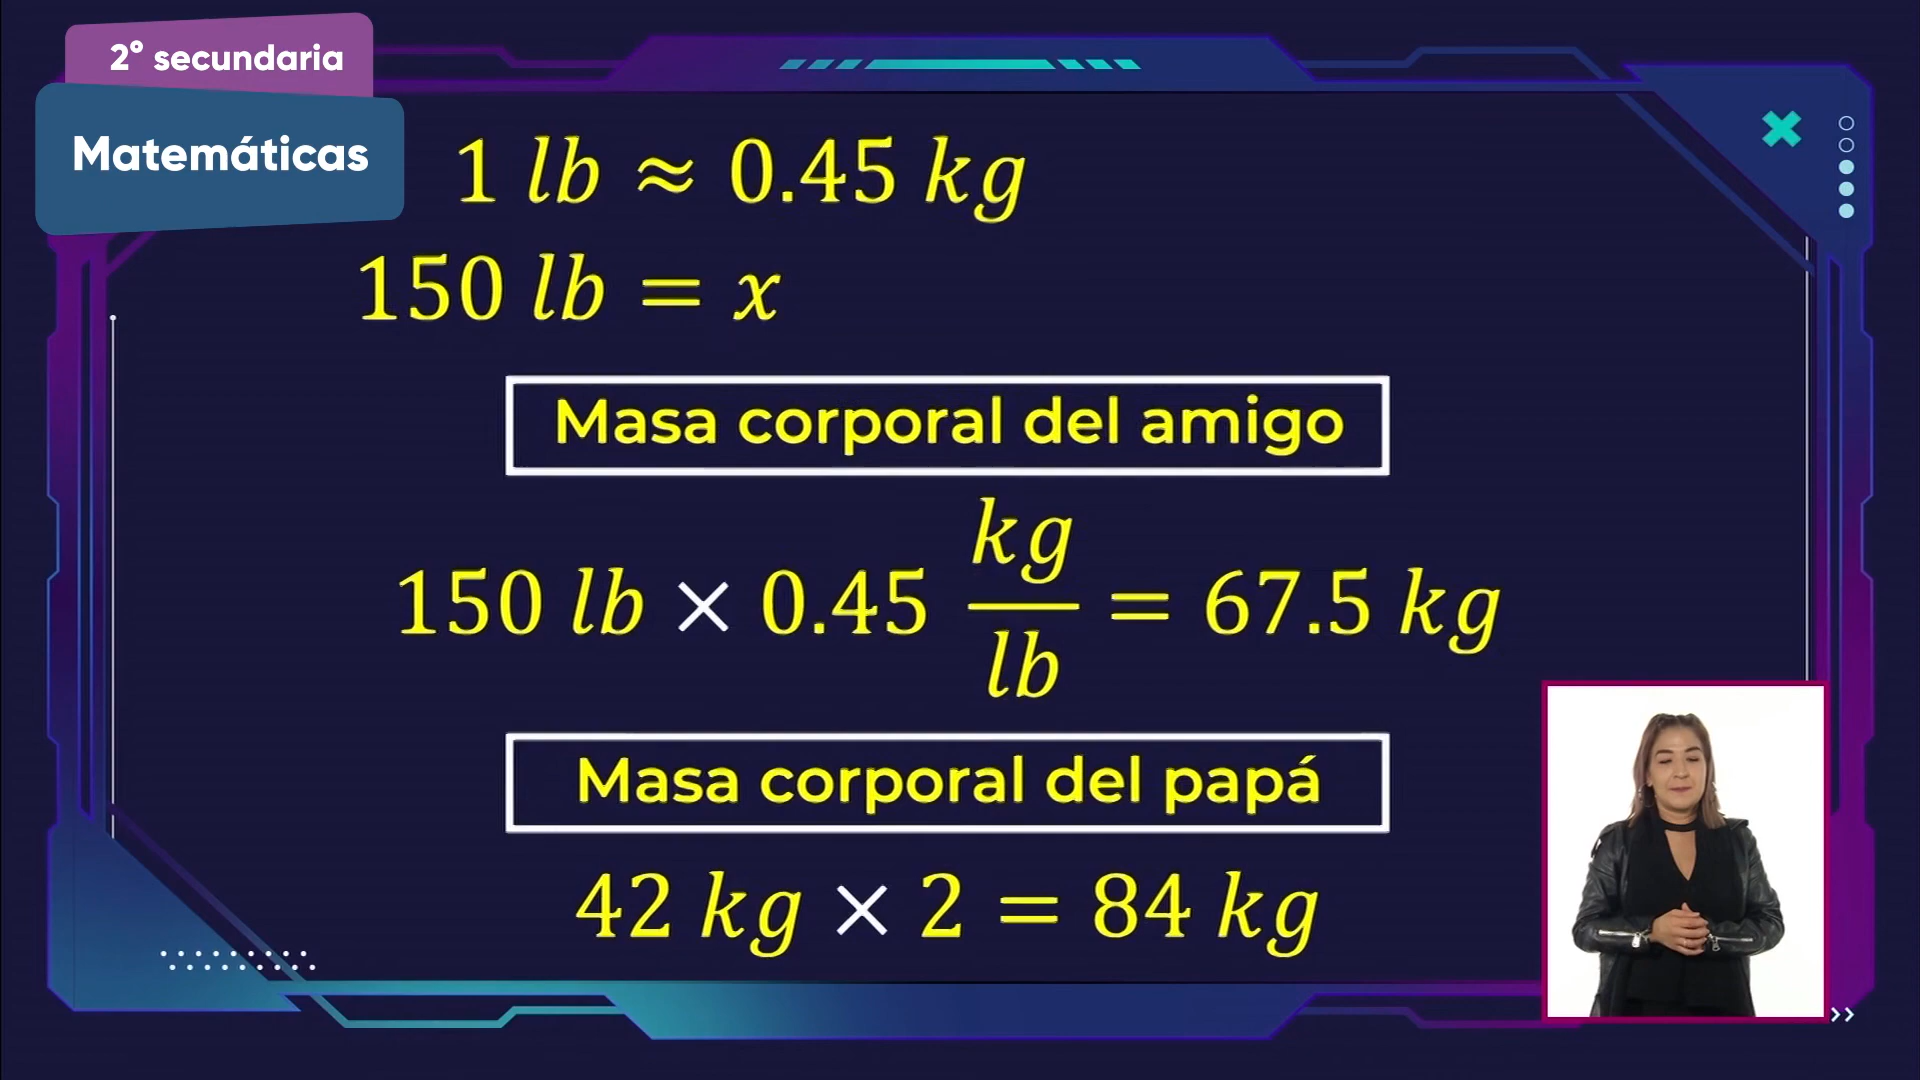 2° secundaria
Matemáticas
1 lb ≈ 0.45 kg
150 lb = x
Masa corporal del amigo
150 lb × 0.45 kg/lb = 67.5 kg
Masa corporal del papá
42 kg × 2 = 84 kg